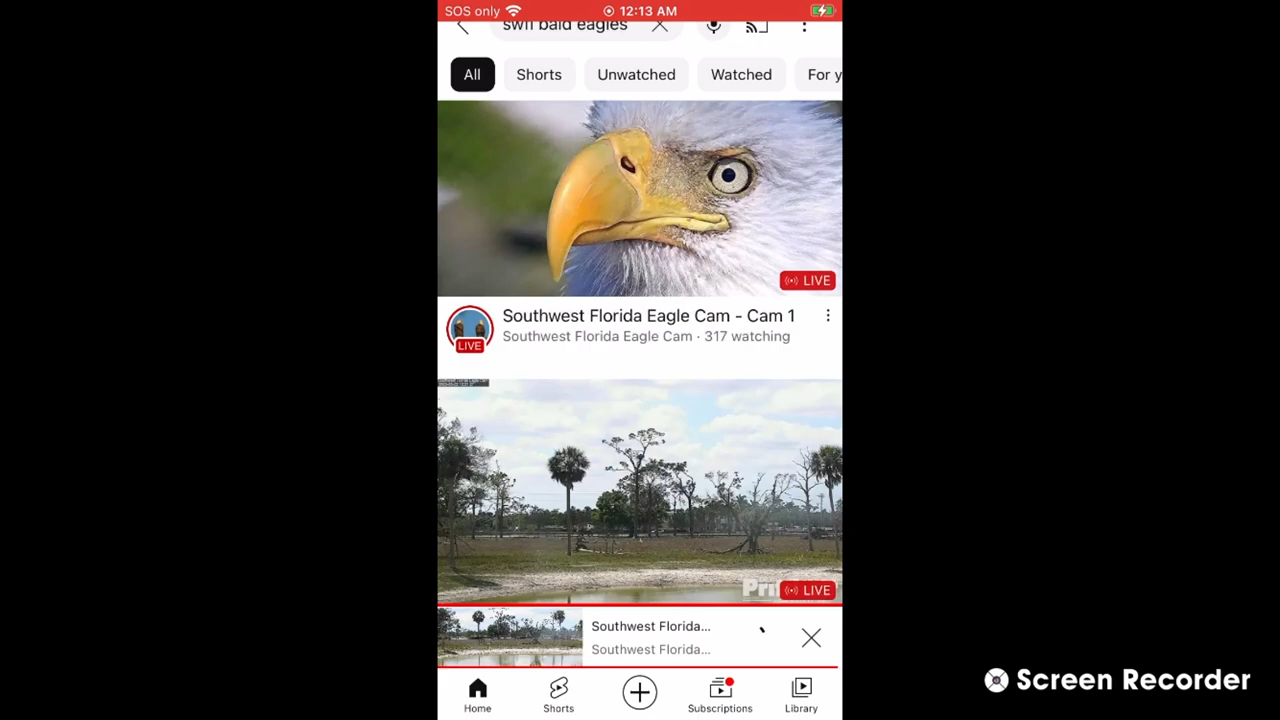 SOS only 12:13 AM
swfl bald eagles
All Shorts Unwatched Watched For y
LIVE
Southwest Florida Eagle Cam - Cam 1
LIVE
Southwest Florida Eagle Cam · 317 watching
LIVE
Southwest Florida...
Southwest Florida...
Home Shorts Subscriptions Library
Screen Recorder